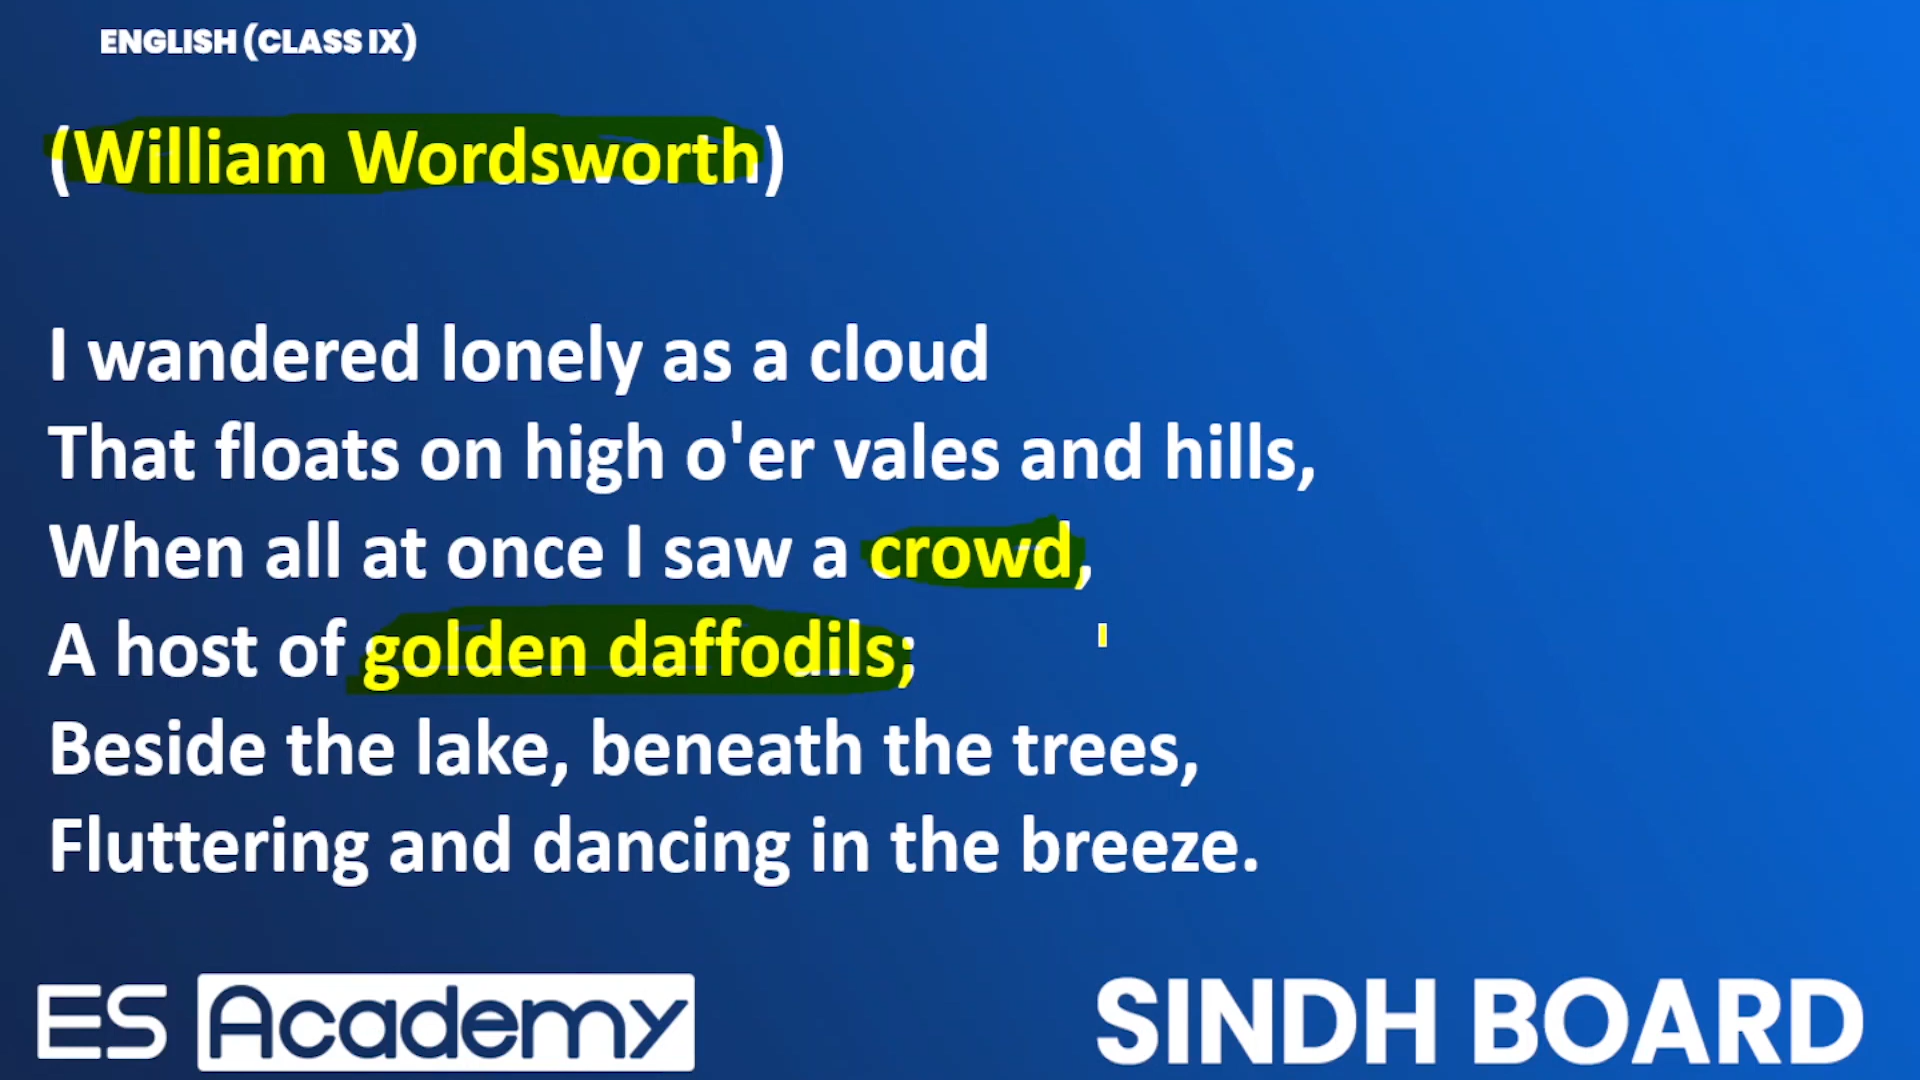 ENGLISH (CLASS IX)
(William Wordsworth)
I wandered lonely as a cloud
That floats on high o'er vales and hills,
When all at once I saw a crowd,
A host of golden daffodils;
Beside the lake, beneath the trees,
Fluttering and dancing in the breeze.
ES Academy
SINDH BOARD